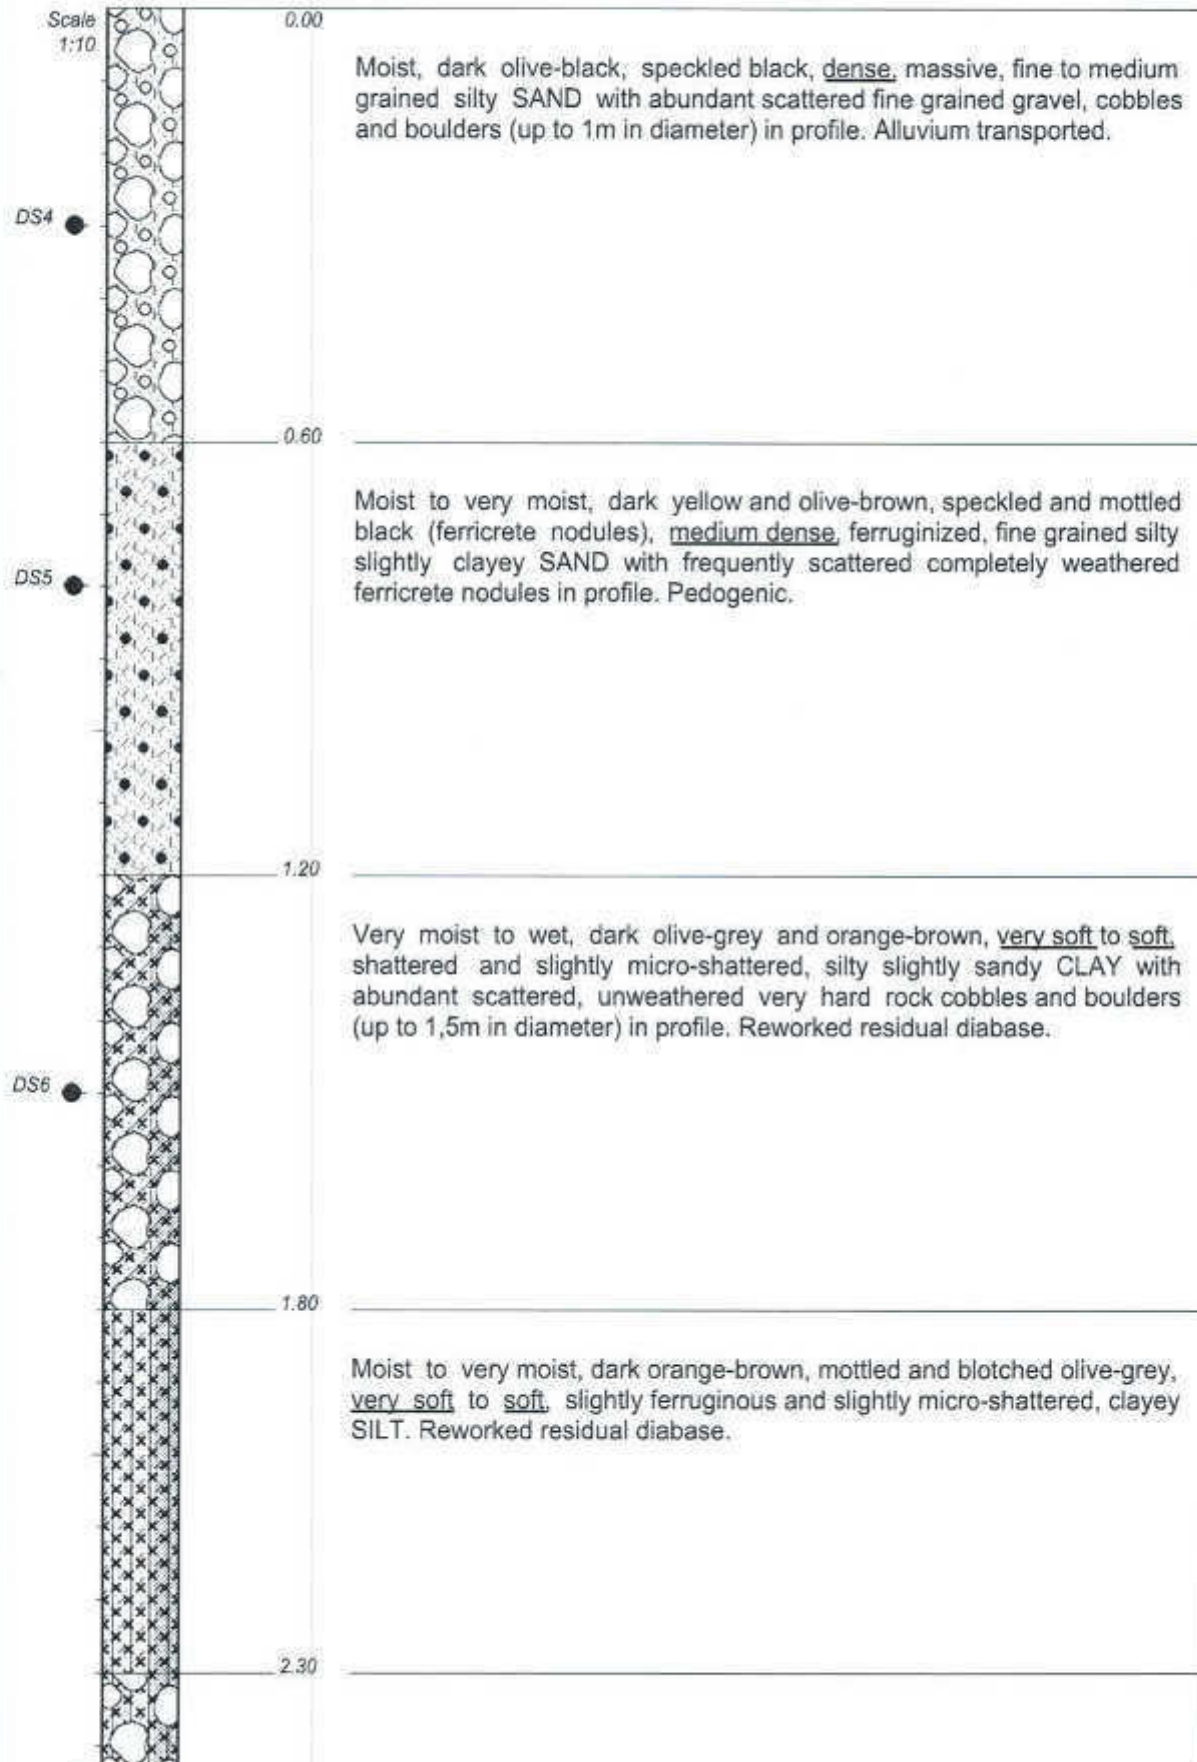 Scale
1:10
0.00
Moist, dark olive-black, speckled black, dense, massive, fine to medium
grained silty SAND with abundant scattered fine grained gravel, cobbles
and boulders (up to 1m in diameter) in profile. Alluvium transported.
DS4
0.60
Moist to very moist, dark yellow and olive-brown, speckled and mottled
black (ferricrete nodules), medium dense, ferruginized, fine grained silty
slightly clayey SAND with frequently scattered completely weathered
ferricrete nodules in profile. Pedogenic.
DS5
1.20
Very moist to wet, dark olive-grey and orange-brown, very soft to soft,
shattered and slightly micro-shattered, silty slightly sandy CLAY with
abundant scattered, unweathered very hard rock cobbles and boulders
(up to 1,5m in diameter) in profile. Reworked residual diabase.
DS6
1.80
Moist to very moist, dark orange-brown, mottled and blotched olive-grey,
very soft to soft, slightly ferruginous and slightly micro-shattered, clayey
SILT. Reworked residual diabase.
2.30